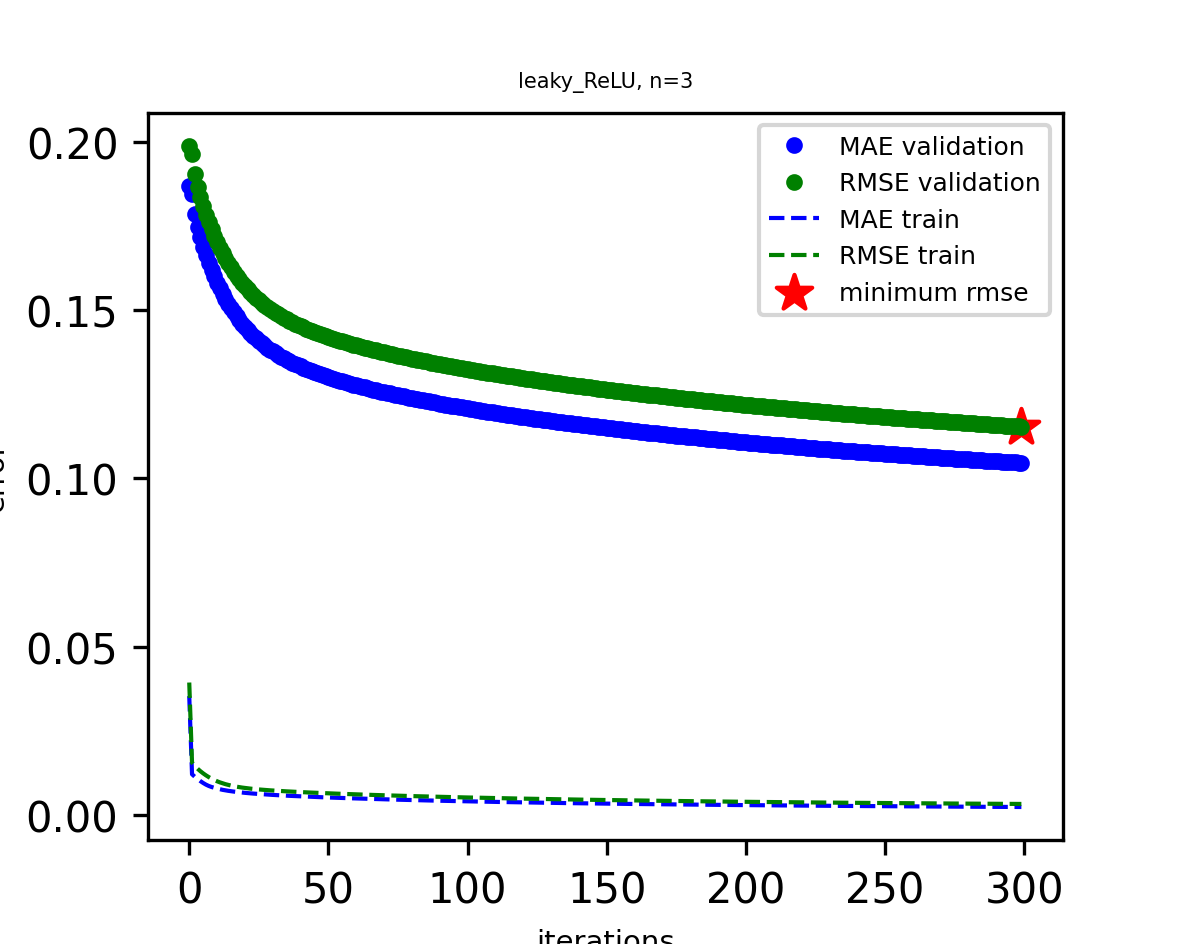 leaky_ReLU, n=3
0.20
0.15
0.10
0.05
0.00
MAE validation
RMSE validation
MAE train
RMSE train
minimum rmse
0 50 100 150 200 250 300
iterations